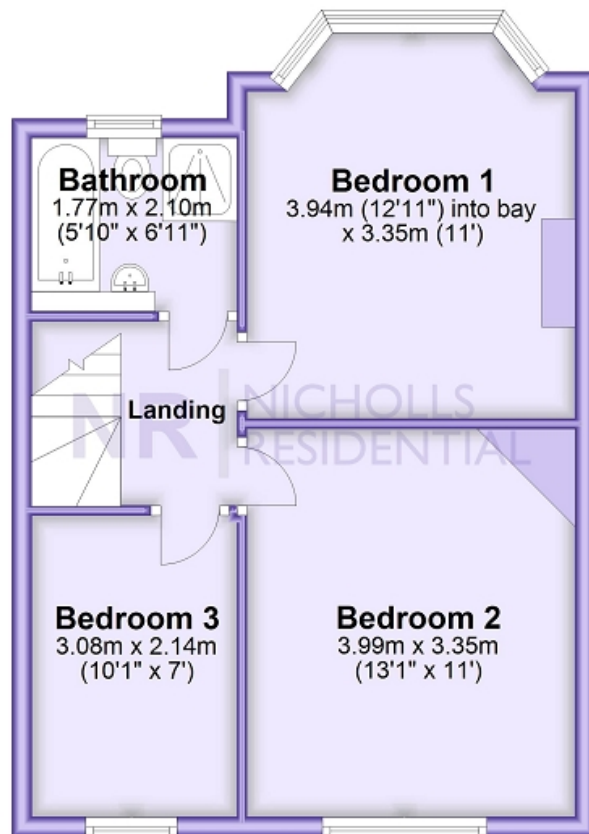 Bathroom
1.77m x 2.10m
(5'10" x 6'11")
Bedroom 1
3.94m (12'11") into bay
x 3.35m (11')
Landing
NR
NICHOLLS
RESIDENTIAL
Bedroom 3
3.08m x 2.14m
(10'1" x 7')
Bedroom 2
3.99m x 3.35m
(13'1" x 11')